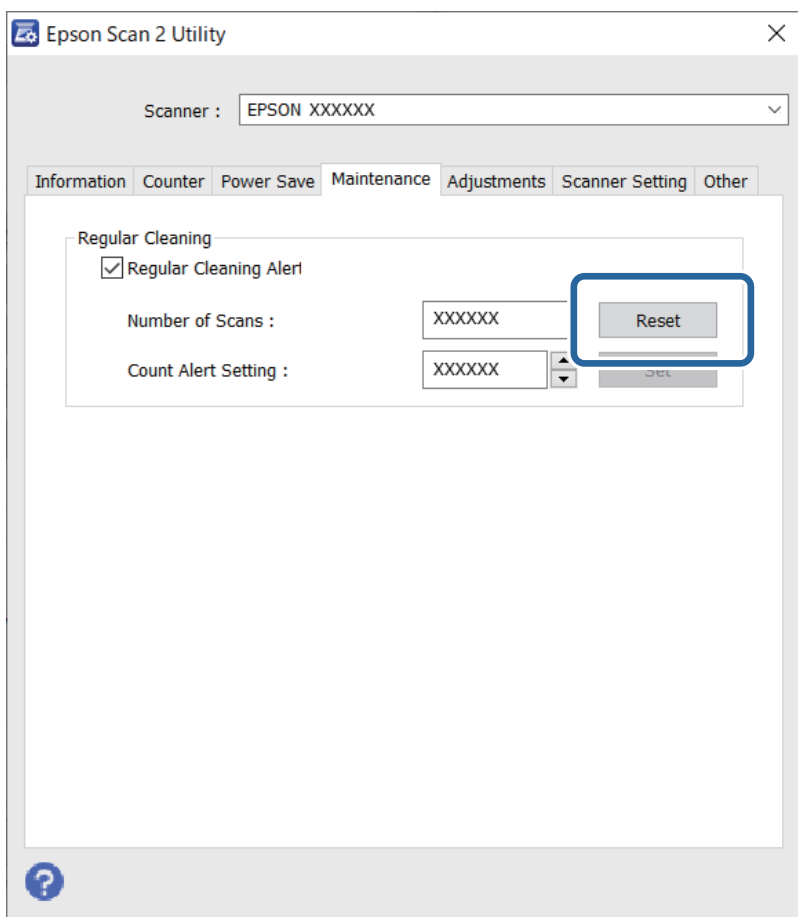 Epson Scan 2 Utility
Scanner : EPSON XXXXXX
Information Counter Power Save Maintenance Adjustments Scanner Setting Other
Regular Cleaning
Regular Cleaning Alert
Number of Scans : XXXXXX Reset
Count Alert Setting : XXXXXX Set
?